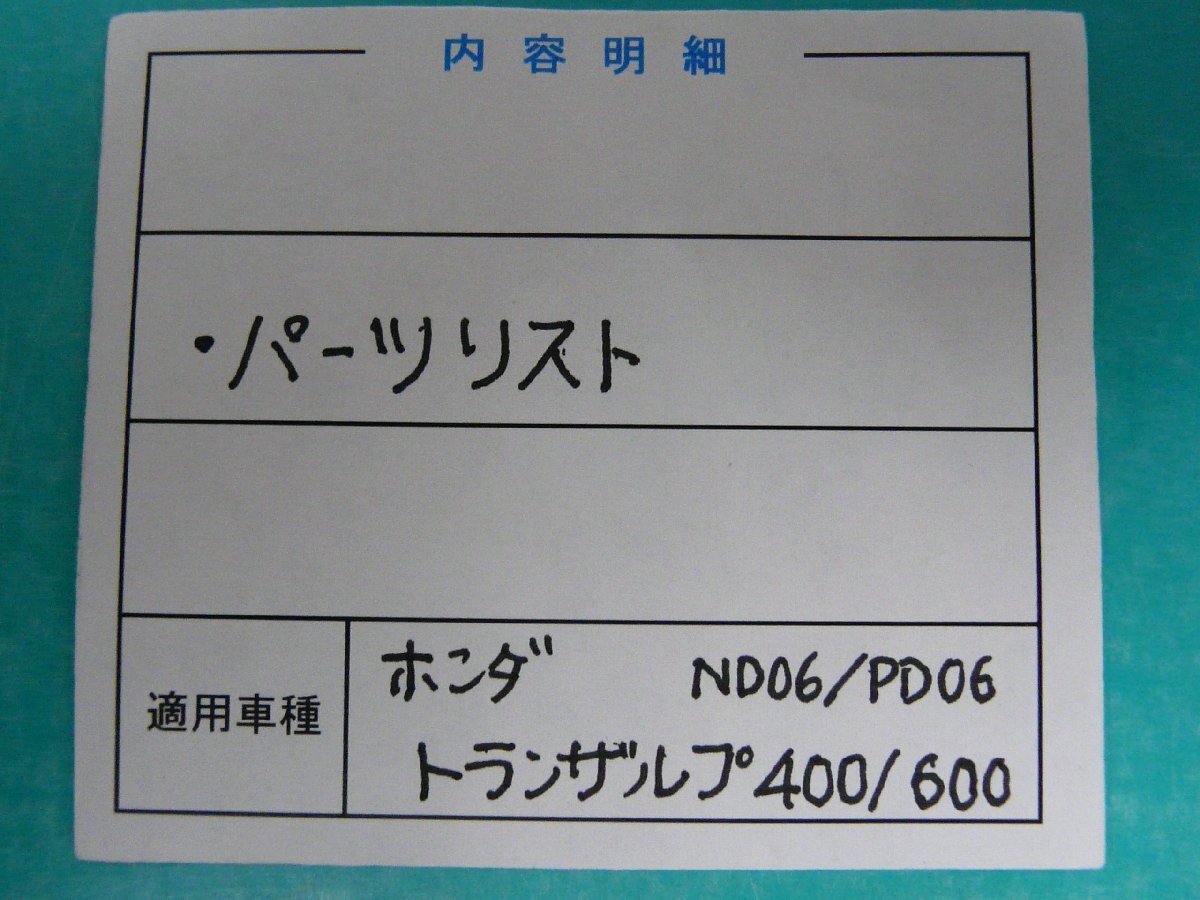 内容明細
・パーツリスト
適用車種
ホンダ ND06/PD06
トランザルプ400/600